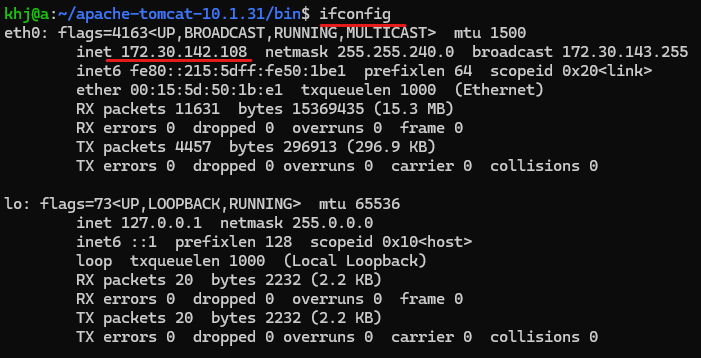 khj@a:~/apache-tomcat-10.1.31/bin$ ifconfig
eth0: flags=4163<UP,BROADCAST,RUNNING,MULTICAST>  mtu 1500
        inet 172.30.142.108  netmask 255.255.240.0  broadcast 172.30.143.255
        inet6 fe80::215:5dff:fe50:1be1  prefixlen 64  scopeid 0x20<link>
        ether 00:15:5d:50:1b:e1  txqueuelen 1000  (Ethernet)
        RX packets 11631  bytes 15369435 (15.3 MB)
        RX errors 0  dropped 0  overruns 0  frame 0
        TX packets 4457  bytes 296913 (296.9 KB)
        TX errors 0  dropped 0 overruns 0  carrier 0  collisions 0

lo: flags=73<UP,LOOPBACK,RUNNING>  mtu 65536
        inet 127.0.0.1  netmask 255.0.0.0
        inet6 ::1  prefixlen 128  scopeid 0x10<host>
        loop  txqueuelen 1000  (Local Loopback)
        RX packets 20  bytes 2232 (2.2 KB)
        RX errors 0  dropped 0  overruns 0  frame 0
        TX packets 20  bytes 2232 (2.2 KB)
        TX errors 0  dropped 0 overruns 0  carrier 0  collisions 0